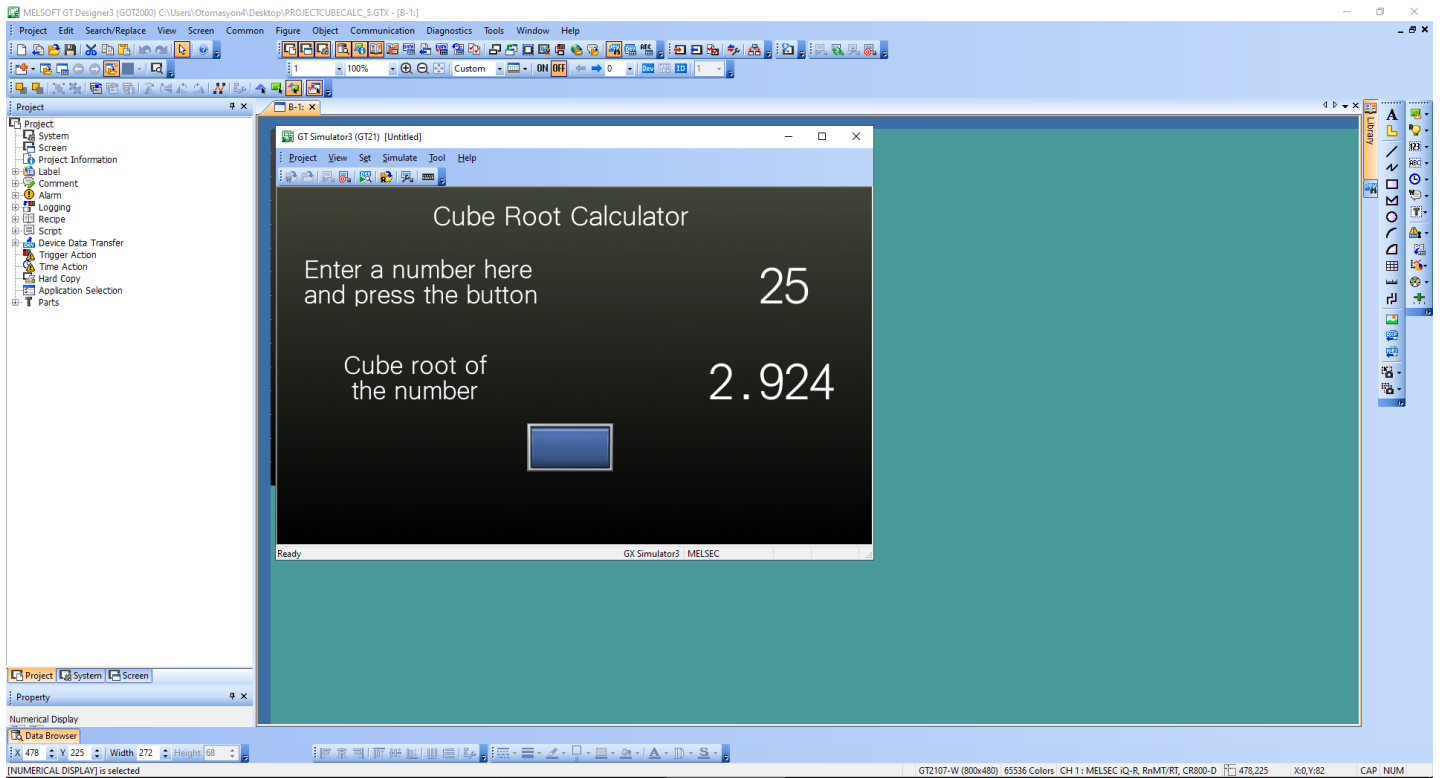 MELSOFT GT Designer3 (GOT2000) C:\Users\Otomasyon4\Desktop\PROJECTCUBECALC_5.GTX - [B-1:]
Project Edit Search/Replace View Screen Common Figure Object Communication Diagnostics Tools Window Help
1 100% Custom ON OFF 0 Dev ID 1
Project
B-1:
Project
System
Screen
Project Information
Label
Comment
Alarm
Logging
Recipe
Script
Device Data Transfer
Trigger Action
Time Action
Hard Copy
Application Selection
Parts
GT Simulator3 (GT21) [Untitled]
Project View Set Simulate Tool Help
Cube Root Calculator
Enter a number here
and press the button
25
Cube root of
the number
2.924
Ready
GX Simulator3 MELSEC
Library
Project System Screen
Property
Numerical Display
Data Browser
X 478 Y 225 Width 272 Height 68
[NUMERICAL DISPLAY] is selected
GT2107-W (800x480) 65536 Colors CH 1 : MELSEC iQ-R, RnMT/RT, CR800-D 478,225 X:0,Y:82 CAP NUM